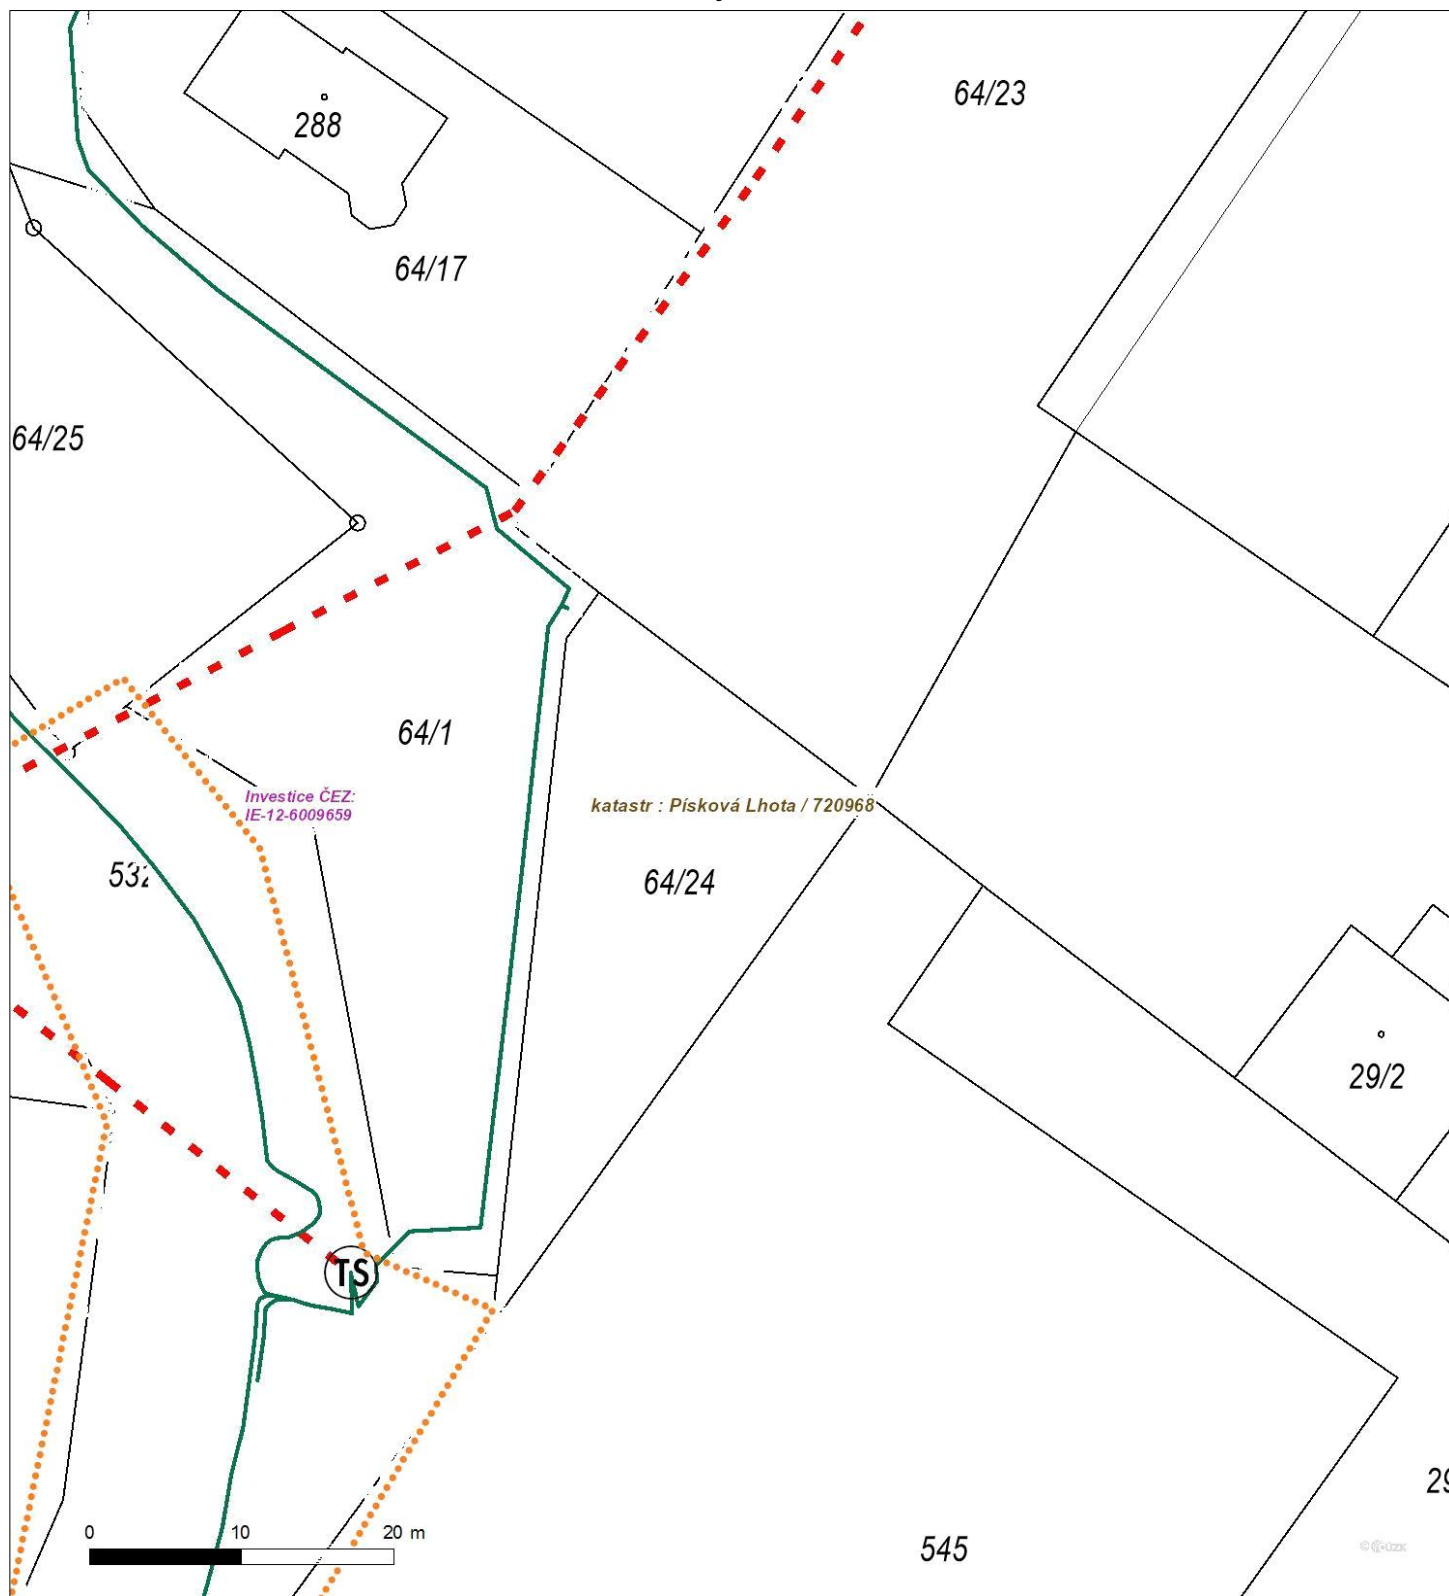 64/23
288
64/17
64/25
64/1
Investice ČEZ:
IE-12-6009659
katastr : Písková Lhota / 720968
64/24
29/2
TS
0 10 20 m
545